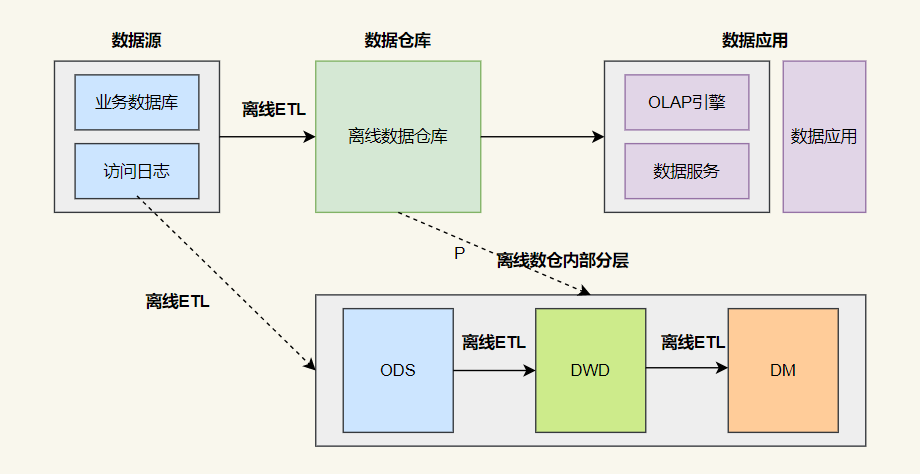 数据源
数据仓库
数据应用
业务数据库
访问日志
离线ETL
离线数据仓库
OLAP引擎
数据服务
数据应用
P
离线数仓内部分层
离线ETL
ODS
离线ETL
DWD
离线ETL
DM